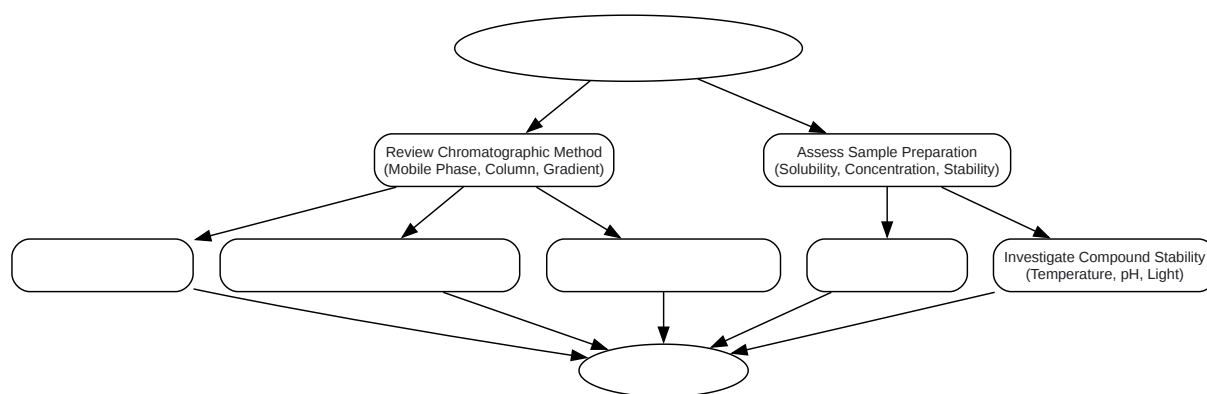 Review Chromatographic Method
(Mobile Phase, Column, Gradient)
Assess Sample Preparation
(Solubility, Concentration, Stability)
Investigate Compound Stability
(Temperature, pH, Light)